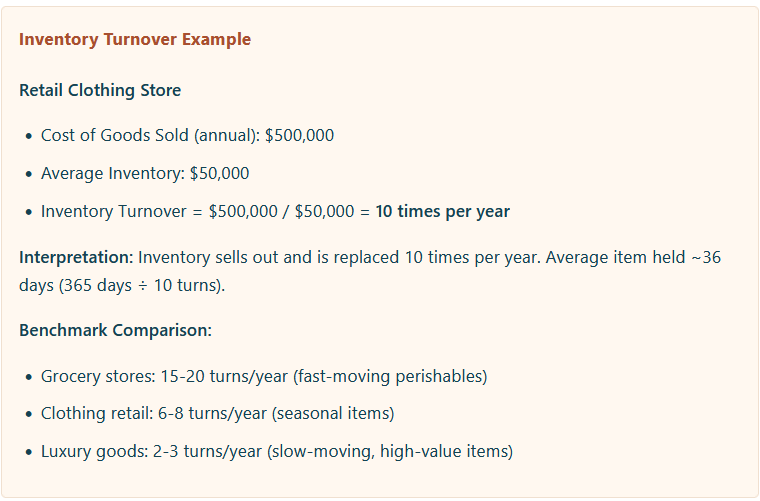 Inventory Turnover Example
Retail Clothing Store
• Cost of Goods Sold (annual): $500,000
• Average Inventory: $50,000
• Inventory Turnover = $500,000 / $50,000 = 10 times per year
Interpretation: Inventory sells out and is replaced 10 times per year. Average item held ~36
days (365 days ÷ 10 turns).
Benchmark Comparison:
• Grocery stores: 15-20 turns/year (fast-moving perishables)
• Clothing retail: 6-8 turns/year (seasonal items)
• Luxury goods: 2-3 turns/year (slow-moving, high-value items)